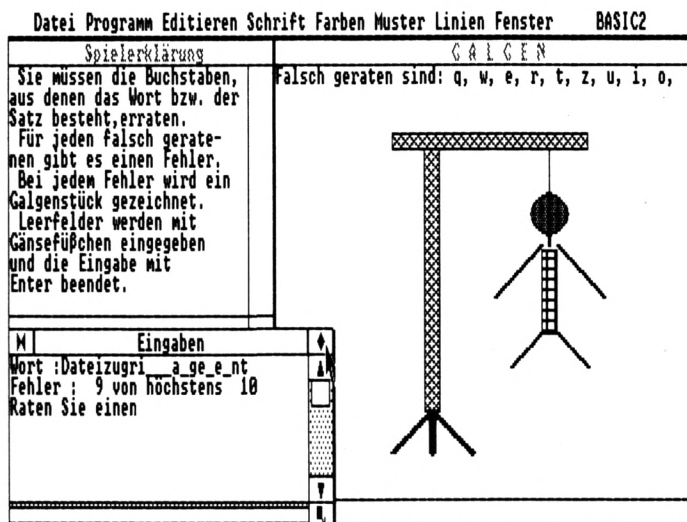 Datei Programm Editieren Schrift Farben Muster Linien Fenster BASIC2
Spielerklärung
Sie müssen die Buchstaben,
aus denen das Wort bzw. der
Satz besteht,erraten.
Für jeden falsch gerate-
nen gibt es einen Fehler.
Bei jedem Fehler wird ein
Galgenstück gezeichnet.
Leerfelder werden mit
Gänsefüßchen eingegeben
und die Eingabe mit
Enter beendet.
GALGEN
Falsch geraten sind: q, w, e, r, t, z, u, i, o,
Eingaben
Wort :Dateizugri___a_ge_e_nt
Fehler : 9 von höchstens 10
Raten Sie einen